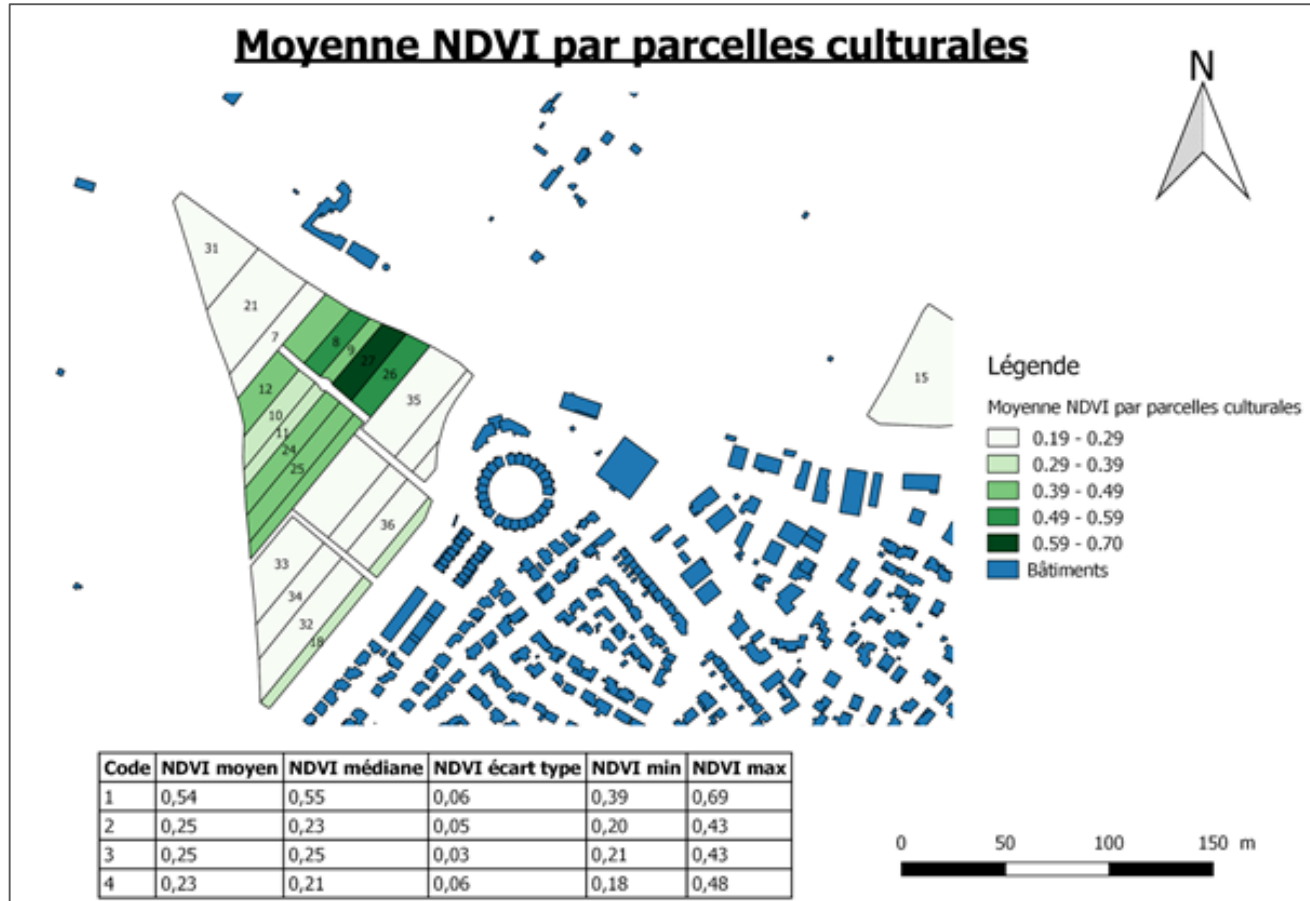 Moyenne NDVI par parcelles culturales
N
31
21
7
8
9
27
26
35
12
10
11
24
25
36
33
34
32
18
15
Légende
Moyenne NDVI par parcelles culturales
0.19 - 0.29
0.29 - 0.39
0.39 - 0.49
0.49 - 0.59
0.59 - 0.70
Bâtiments
Code NDVI moyen NDVI médiane NDVI écart type NDVI min NDVI max
1 0,54 0,55 0,06 0,39 0,69
2 0,25 0,23 0,05 0,20 0,43
3 0,25 0,25 0,03 0,21 0,43
4 0,23 0,21 0,06 0,18 0,48
0 50 100 150 m